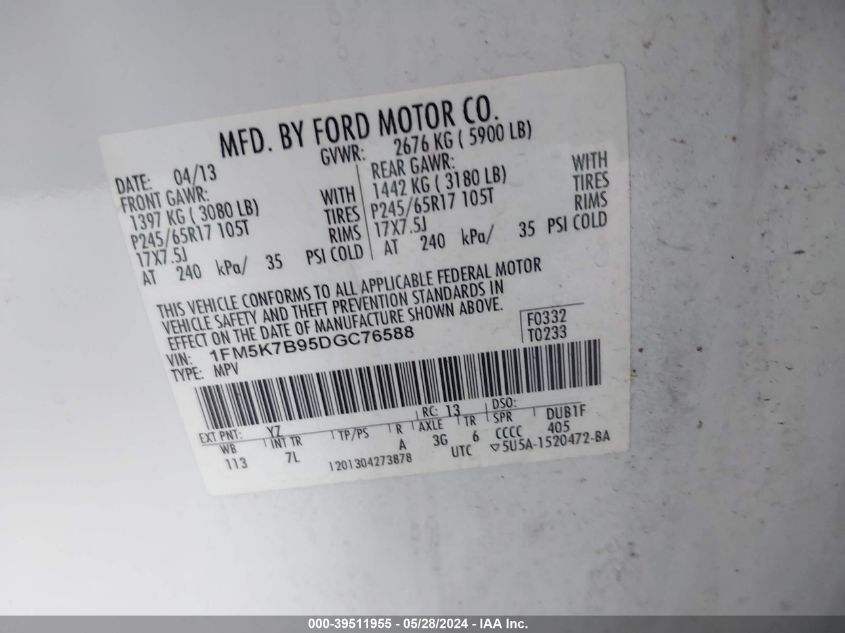 MFD. BY FORD MOTOR CO.
DATE: 04/13 GVWR: 2676 KG ( 5900 LB)
FRONT GAWR: REAR GAWR:
1397 KG ( 3080 LB) WITH 1442 KG ( 3180 LB) WITH
P245/65R17 105T TIRES P245/65R17 105T TIRES
17X7.5J RIMS 17X7.5J RIMS
AT 240 kPa/ 35 PSI COLD AT 240 kPa/ 35 PSI COLD
THIS VEHICLE CONFORMS TO ALL APPLICABLE FEDERAL MOTOR
VEHICLE SAFETY AND THEFT PREVENTION STANDARDS IN
EFFECT ON THE DATE OF MANUFACTURE SHOWN ABOVE.
VIN: 1FM5K7B95DGC76588 F0332
TYPE: MPV T0233
EXT PNT: YZ RC: 13 DSO:
WB INT TR TP/PS R AXLE TR SPR DUB1F
113 7L A 3G 6 CCCC 405
1201304273878 UTC ▽5U5A-1520472-BA
000-39511955 - 05/28/2024 - IAA Inc.